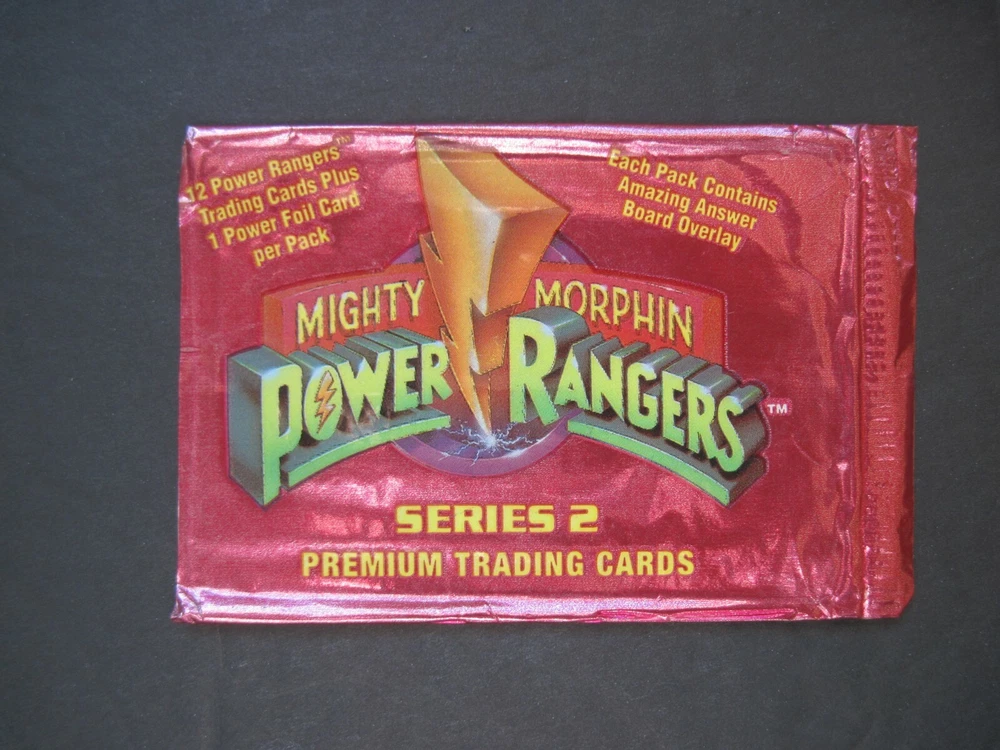 12 Power Rangers™
Trading Cards Plus
1 Power Foil Card
per Pack
Each Pack Contains
Amazing Answer
Board Overlay
MIGHTY MORPHIN
POWER RANGERS™
SERIES 2
PREMIUM TRADING CARDS